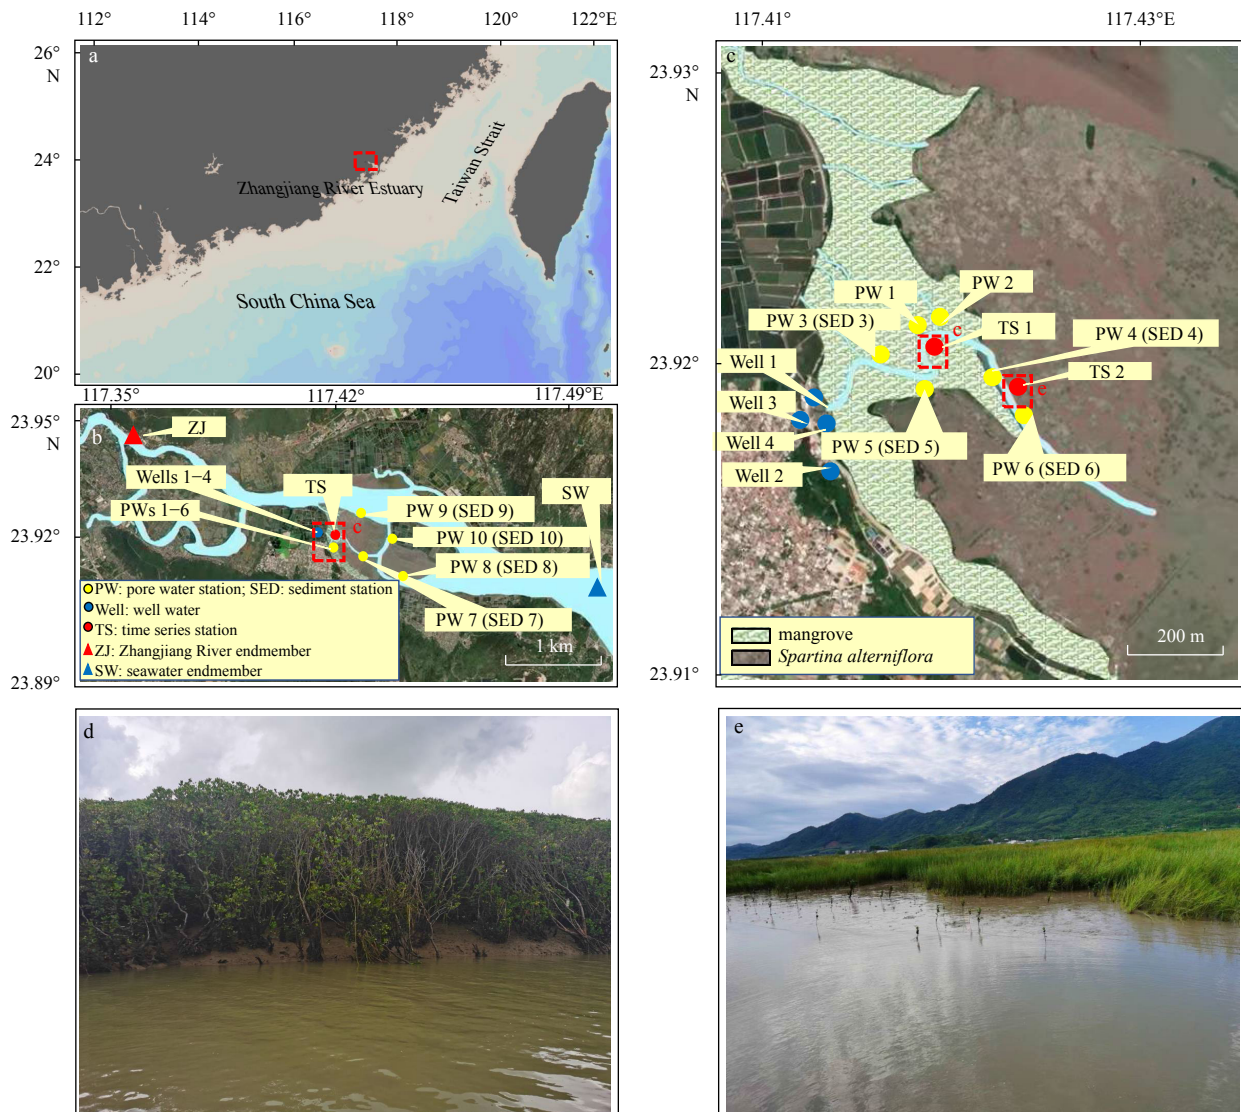 112° 114° 116° 118° 120° 122°E
26°
N
24°
22°
20°
a
Taiwan Strait
Zhangjiang River Estuary
South China Sea
117.35° 117.42° 117.49°E
23.95°
N
23.92°
23.89°
b
ZJ
Wells 1−4
TS
PWs 1−6
c
SW
PW 9 (SED 9)
PW 10 (SED 10)
PW 8 (SED 8)
PW 7 (SED 7)
PW: pore water station; SED: sediment station
Well: well water
TS: time series station
ZJ: Zhangjiang River endmember
SW: seawater endmember
1 km
117.41° 117.43°E
23.93°
N
23.92°
23.91°
c
PW 1
PW 2
PW 3 (SED 3)
e
TS 1
PW 4 (SED 4)
Well 1
TS 2
e
Well 3
Well 4
PW 5 (SED 5)
Well 2
PW 6 (SED 6)
mangrove
Spartina alterniflora
200 m
d
e